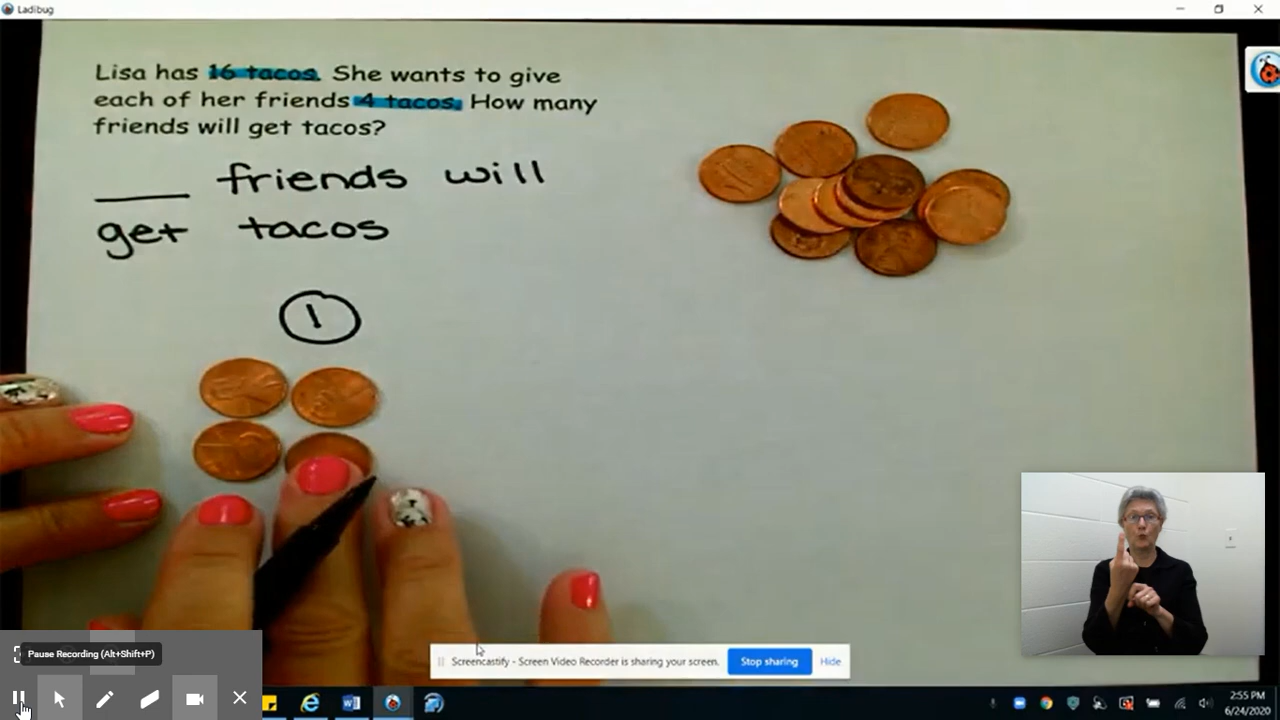 Ladibug
Lisa has 16 tacos. She wants to give
each of her friends 4 tacos. How many
friends will get tacos?
___ friends will
get tacos
1
Pause Recording (Alt+Shift+P)
Screencastify - Screen Video Recorder is sharing your screen.
Stop sharing
Hide
2:55 PM
6/24/2020